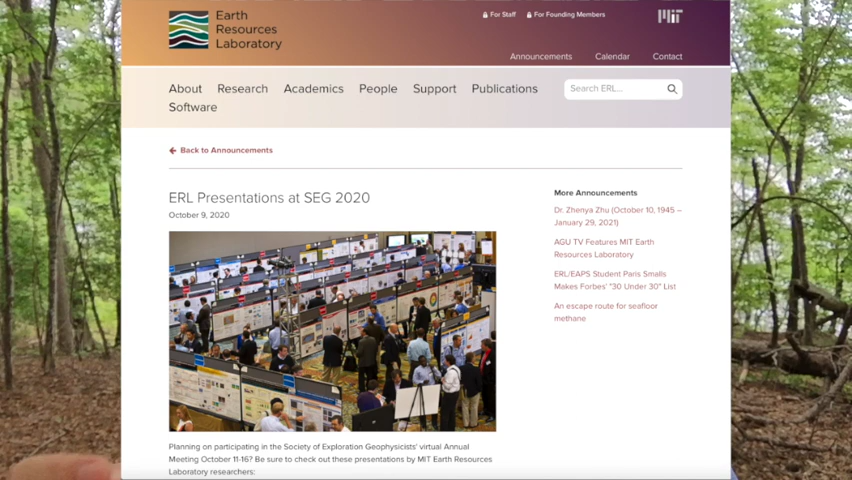 Earth
Resources
Laboratory
For Staff
For Founding Members
MIT
Announcements
Calendar
Contact
About
Research
Academics
People
Support
Publications
Software
Search ERL...
Back to Announcements
ERL Presentations at SEG 2020
October 9, 2020
Planning on participating in the Society of Exploration Geophysicists' virtual Annual
Meeting October 11-16? Be sure to check out these presentations by MIT Earth Resources
Laboratory researchers:
More Announcements
Dr. Zhenya Zhu (October 10, 1945 –
January 29, 2021)
AGU TV Features MIT Earth
Resources Laboratory
ERL/EAPS Student Paris Smalls
Makes Forbes' "30 Under 30" List
An escape route for seafloor
methane